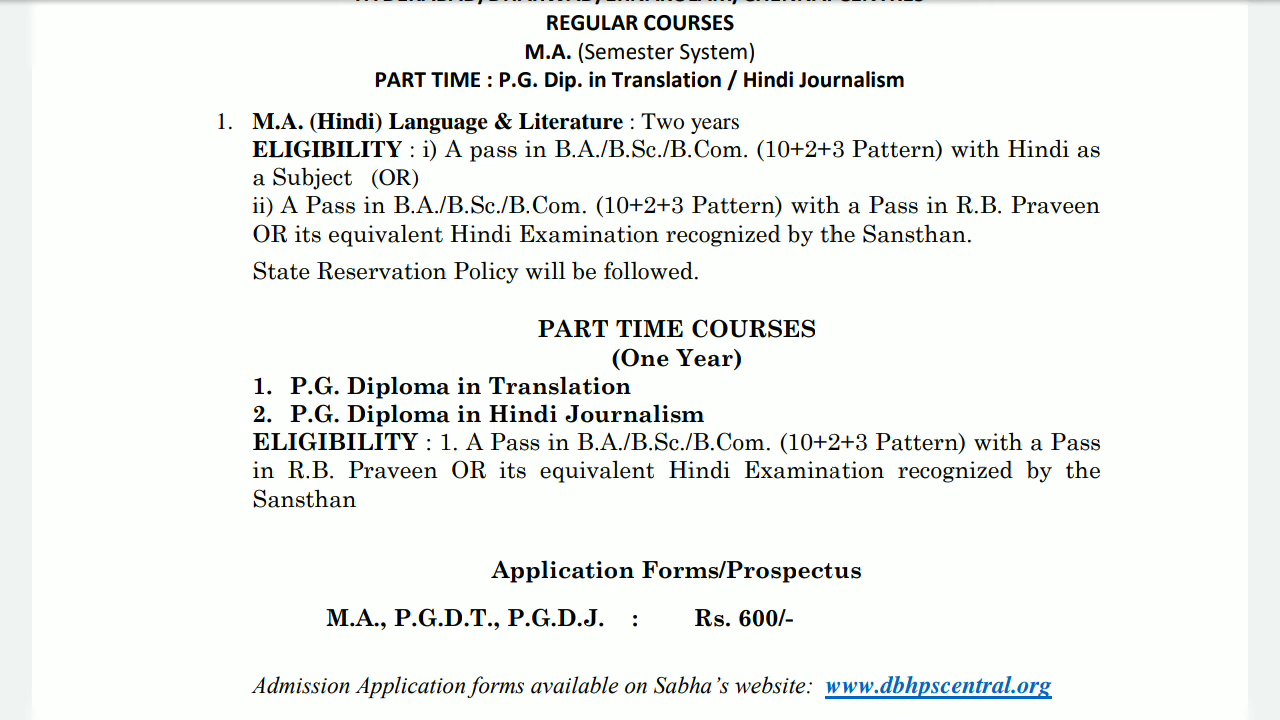 HYDERABAD, DHARWAD, ERNAKULAM, CHENNAI CENTRES
REGULAR COURSES
M.A. (Semester System)
PART TIME : P.G. Dip. in Translation / Hindi Journalism
1. M.A. (Hindi) Language & Literature : Two years
ELIGIBILITY : i) A pass in B.A./B.Sc./B.Com. (10+2+3 Pattern) with Hindi as
a Subject (OR)
ii) A Pass in B.A./B.Sc./B.Com. (10+2+3 Pattern) with a Pass in R.B. Praveen
OR its equivalent Hindi Examination recognized by the Sansthan.
State Reservation Policy will be followed.
PART TIME COURSES
(One Year)
1. P.G. Diploma in Translation
2. P.G. Diploma in Hindi Journalism
ELIGIBILITY : 1. A Pass in B.A./B.Sc./B.Com. (10+2+3 Pattern) with a Pass
in R.B. Praveen OR its equivalent Hindi Examination recognized by the
Sansthan
Application Forms/Prospectus
M.A., P.G.D.T., P.G.D.J. : Rs. 600/-
Admission Application forms available on Sabha's website: www.dbhpscentral.org